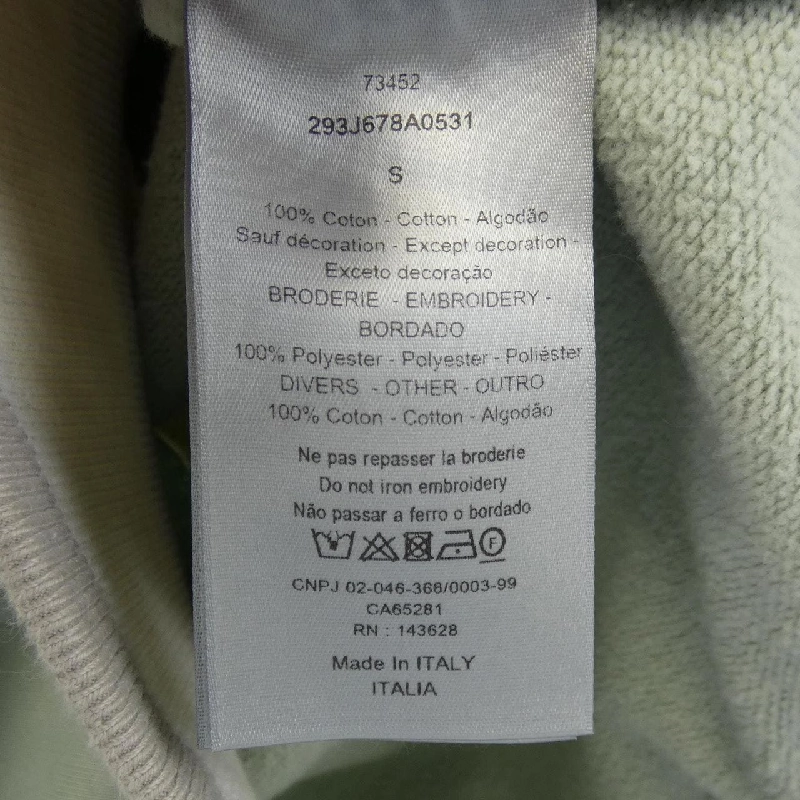 73452
293J678A0531
S
100% Coton - Cotton - Algodão
Sauf décoration - Except decoration -
Exceto decoração
BRODERIE - EMBROIDERY -
BORDADO
100% Polyester - Polyester - Poliéster
DIVERS - OTHER - OUTRO
100% Coton - Cotton - Algodão
Ne pas repasser la broderie
Do not iron embroidery
Não passar a ferro o bordado
F
CNPJ 02-046-366/0003-99
CA65281
RN : 143628
Made In ITALY
ITALIA